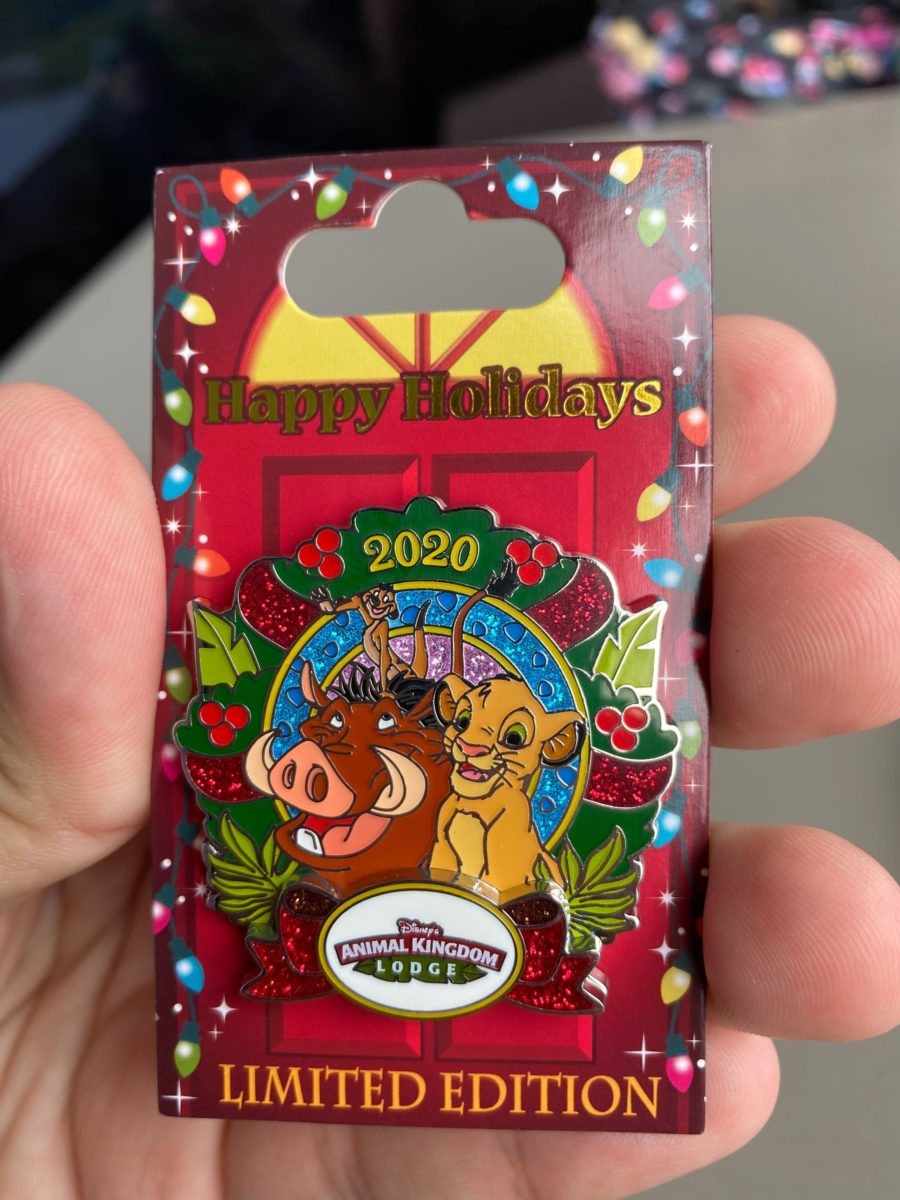 Happy Holidays
2020
Disney's
ANIMAL KINGDOM
LODGE
LIMITED EDITION